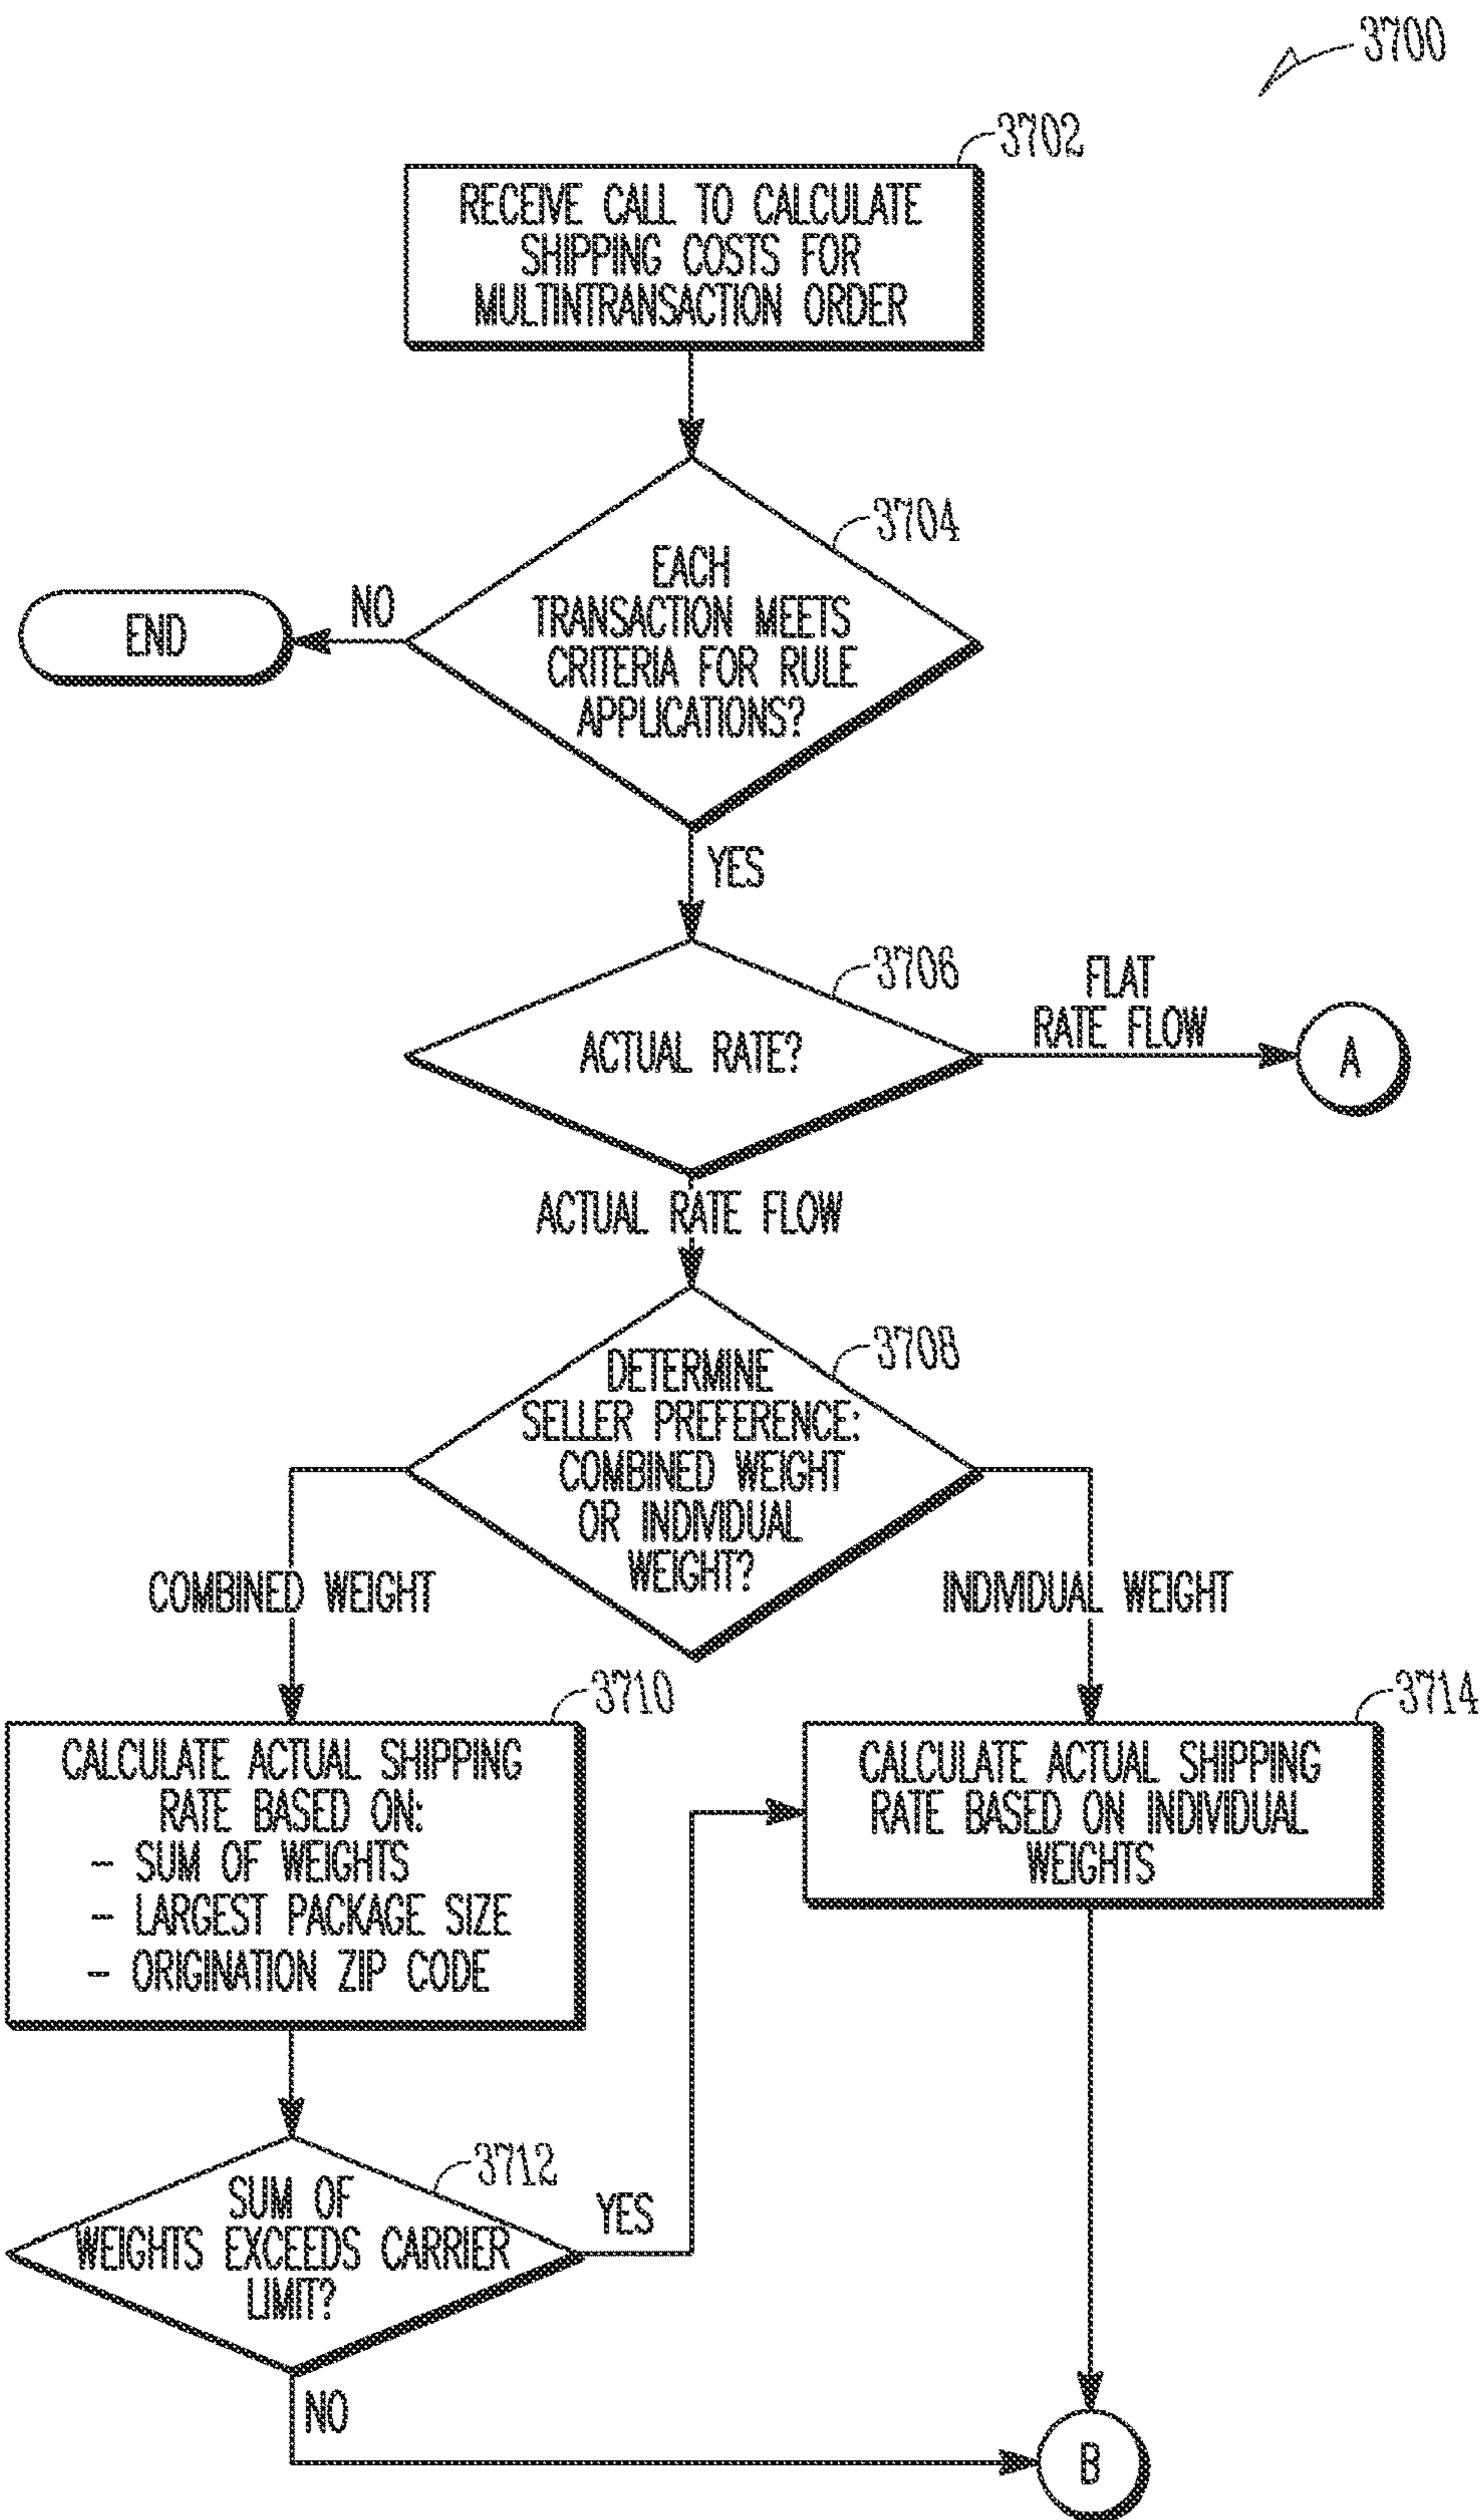 3700
3702
RECEIVE CALL TO CALCULATE
SHIPPING COSTS FOR
MULTINTRANSACTION ORDER
3704
EACH
TRANSACTION MEETS
CRITERIA FOR RULE
APPLICATIONS?
NO
END
YES
3706
ACTUAL RATE?
FLAT
RATE FLOW
A
ACTUAL RATE FLOW
3708
DETERMINE
SELLER PREFERENCE:
COMBINED WEIGHT
OR INDIVIDUAL
WEIGHT?
COMBINED WEIGHT
INDIVIDUAL WEIGHT
3710
CALCULATE ACTUAL SHIPPING
RATE BASED ON:
- SUM OF WEIGHTS
- LARGEST PACKAGE SIZE
- ORIGINATION ZIP CODE
3714
CALCULATE ACTUAL SHIPPING
RATE BASED ON INDIVIDUAL
WEIGHTS
3712
SUM OF
WEIGHTS EXCEEDS CARRIER
LIMIT?
YES
NO
B